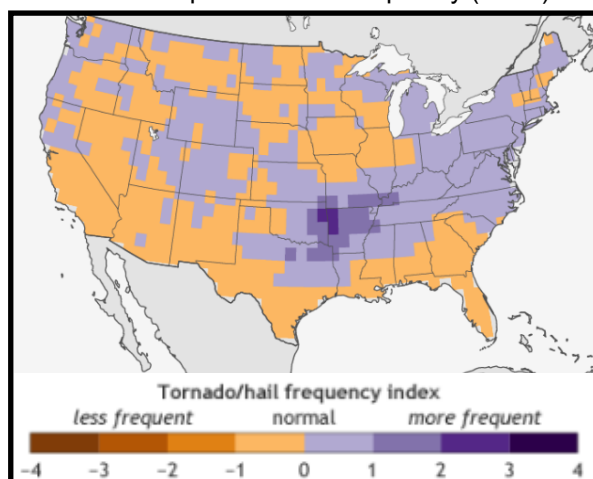 Tornado/hail frequency index
less frequent normal more frequent
−4 −3 −2 −1 0 1 2 3 4